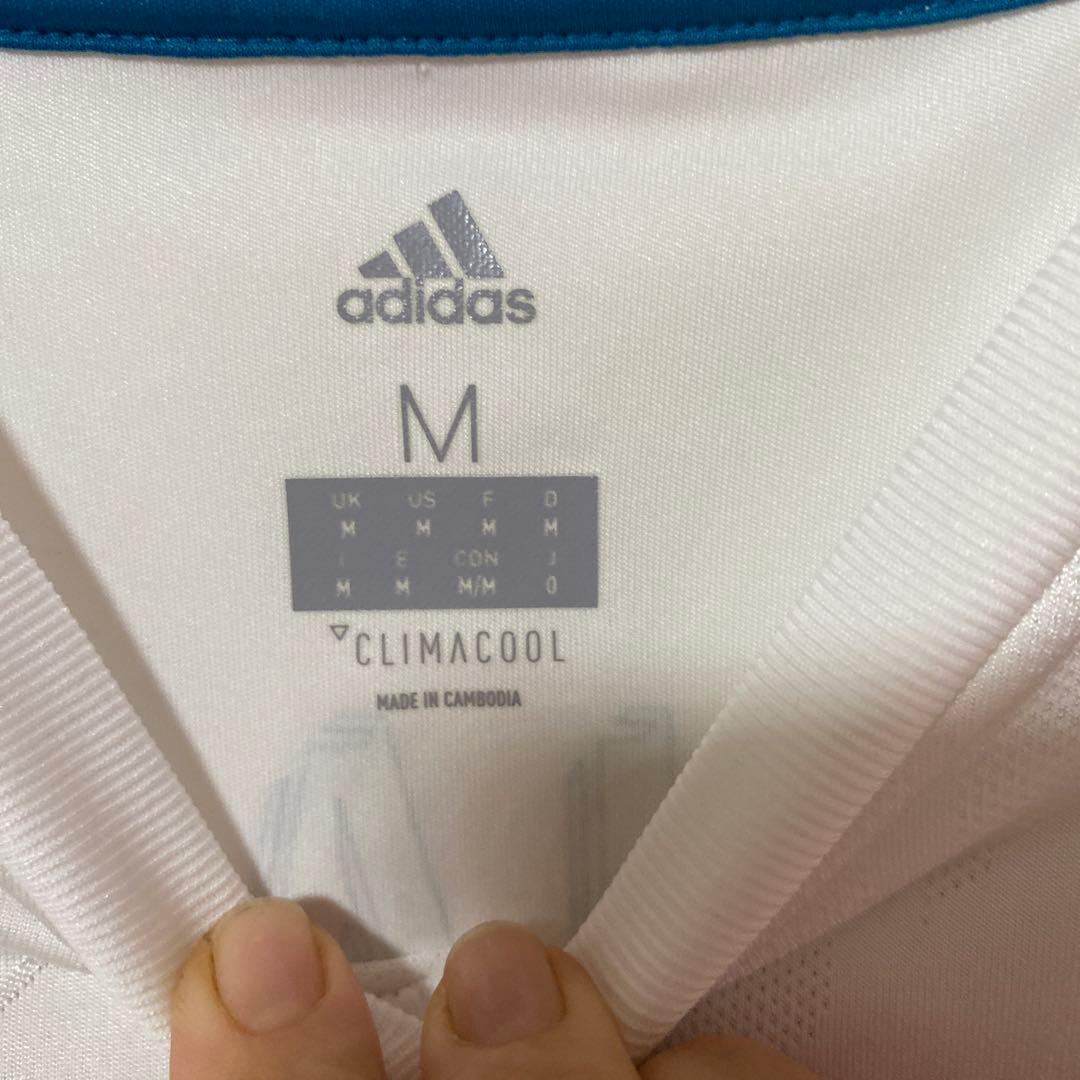 adidas
M
UK US F D
M M M M
I E CON J
M M M/M O
CLIMACOOL
MADE IN CAMBODIA